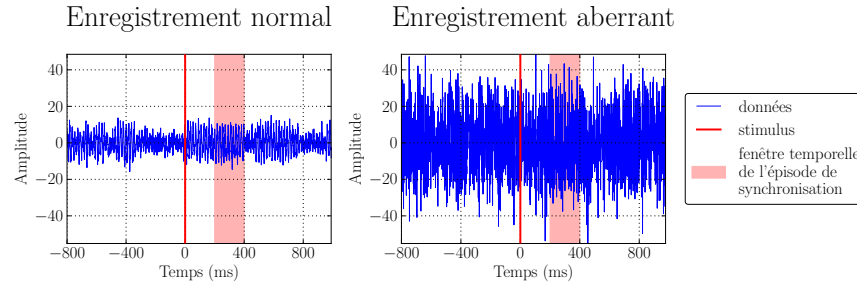 Enregistrement normal
Enregistrement aberrant
40
20
0
−20
−40
Amplitude
−800
−400
0
400
800
Temps (ms)
40
20
0
−20
−40
Amplitude
−800
−400
0
400
800
Temps (ms)
données
stimulus
fenêtre temporelle
de l'épisode de
synchronisation